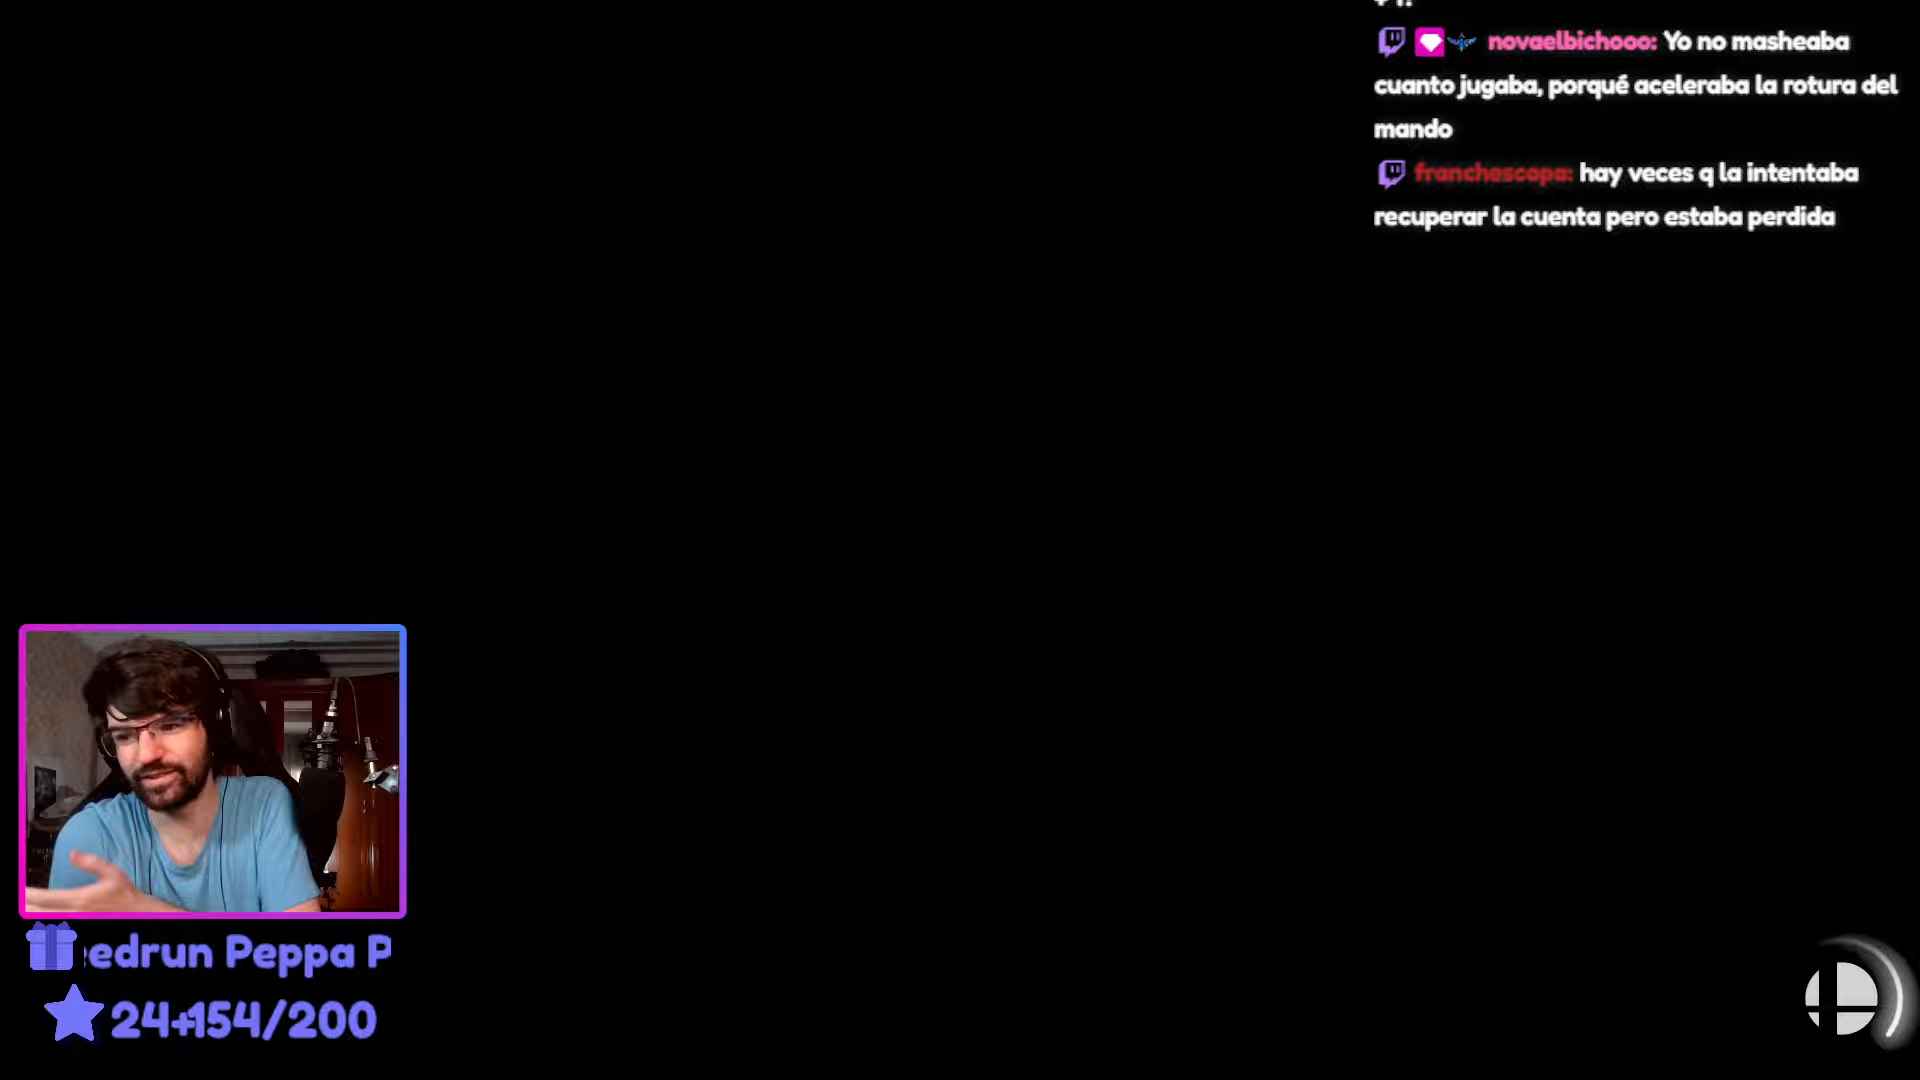 novaelbichooo: Yo no masheaba
cuanto jugaba, porqué aceleraba la rotura del
mando
franchescopa: hay veces q la intentaba
recuperar la cuenta pero estaba perdida
eedrun Peppa P
24+154/200